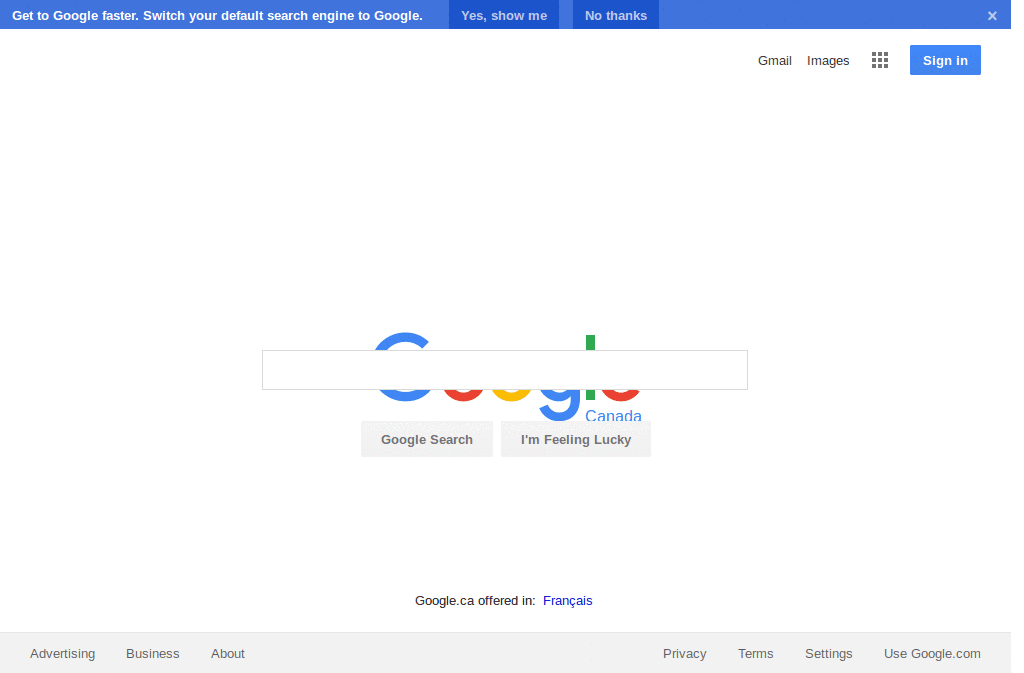 Get to Google faster. Switch your default search engine to Google. Yes, show me No thanks ×
Gmail Images Sign in
Google
Canada
Google Search I'm Feeling Lucky
Google.ca offered in: Français
Advertising Business About Privacy Terms Settings Use Google.com